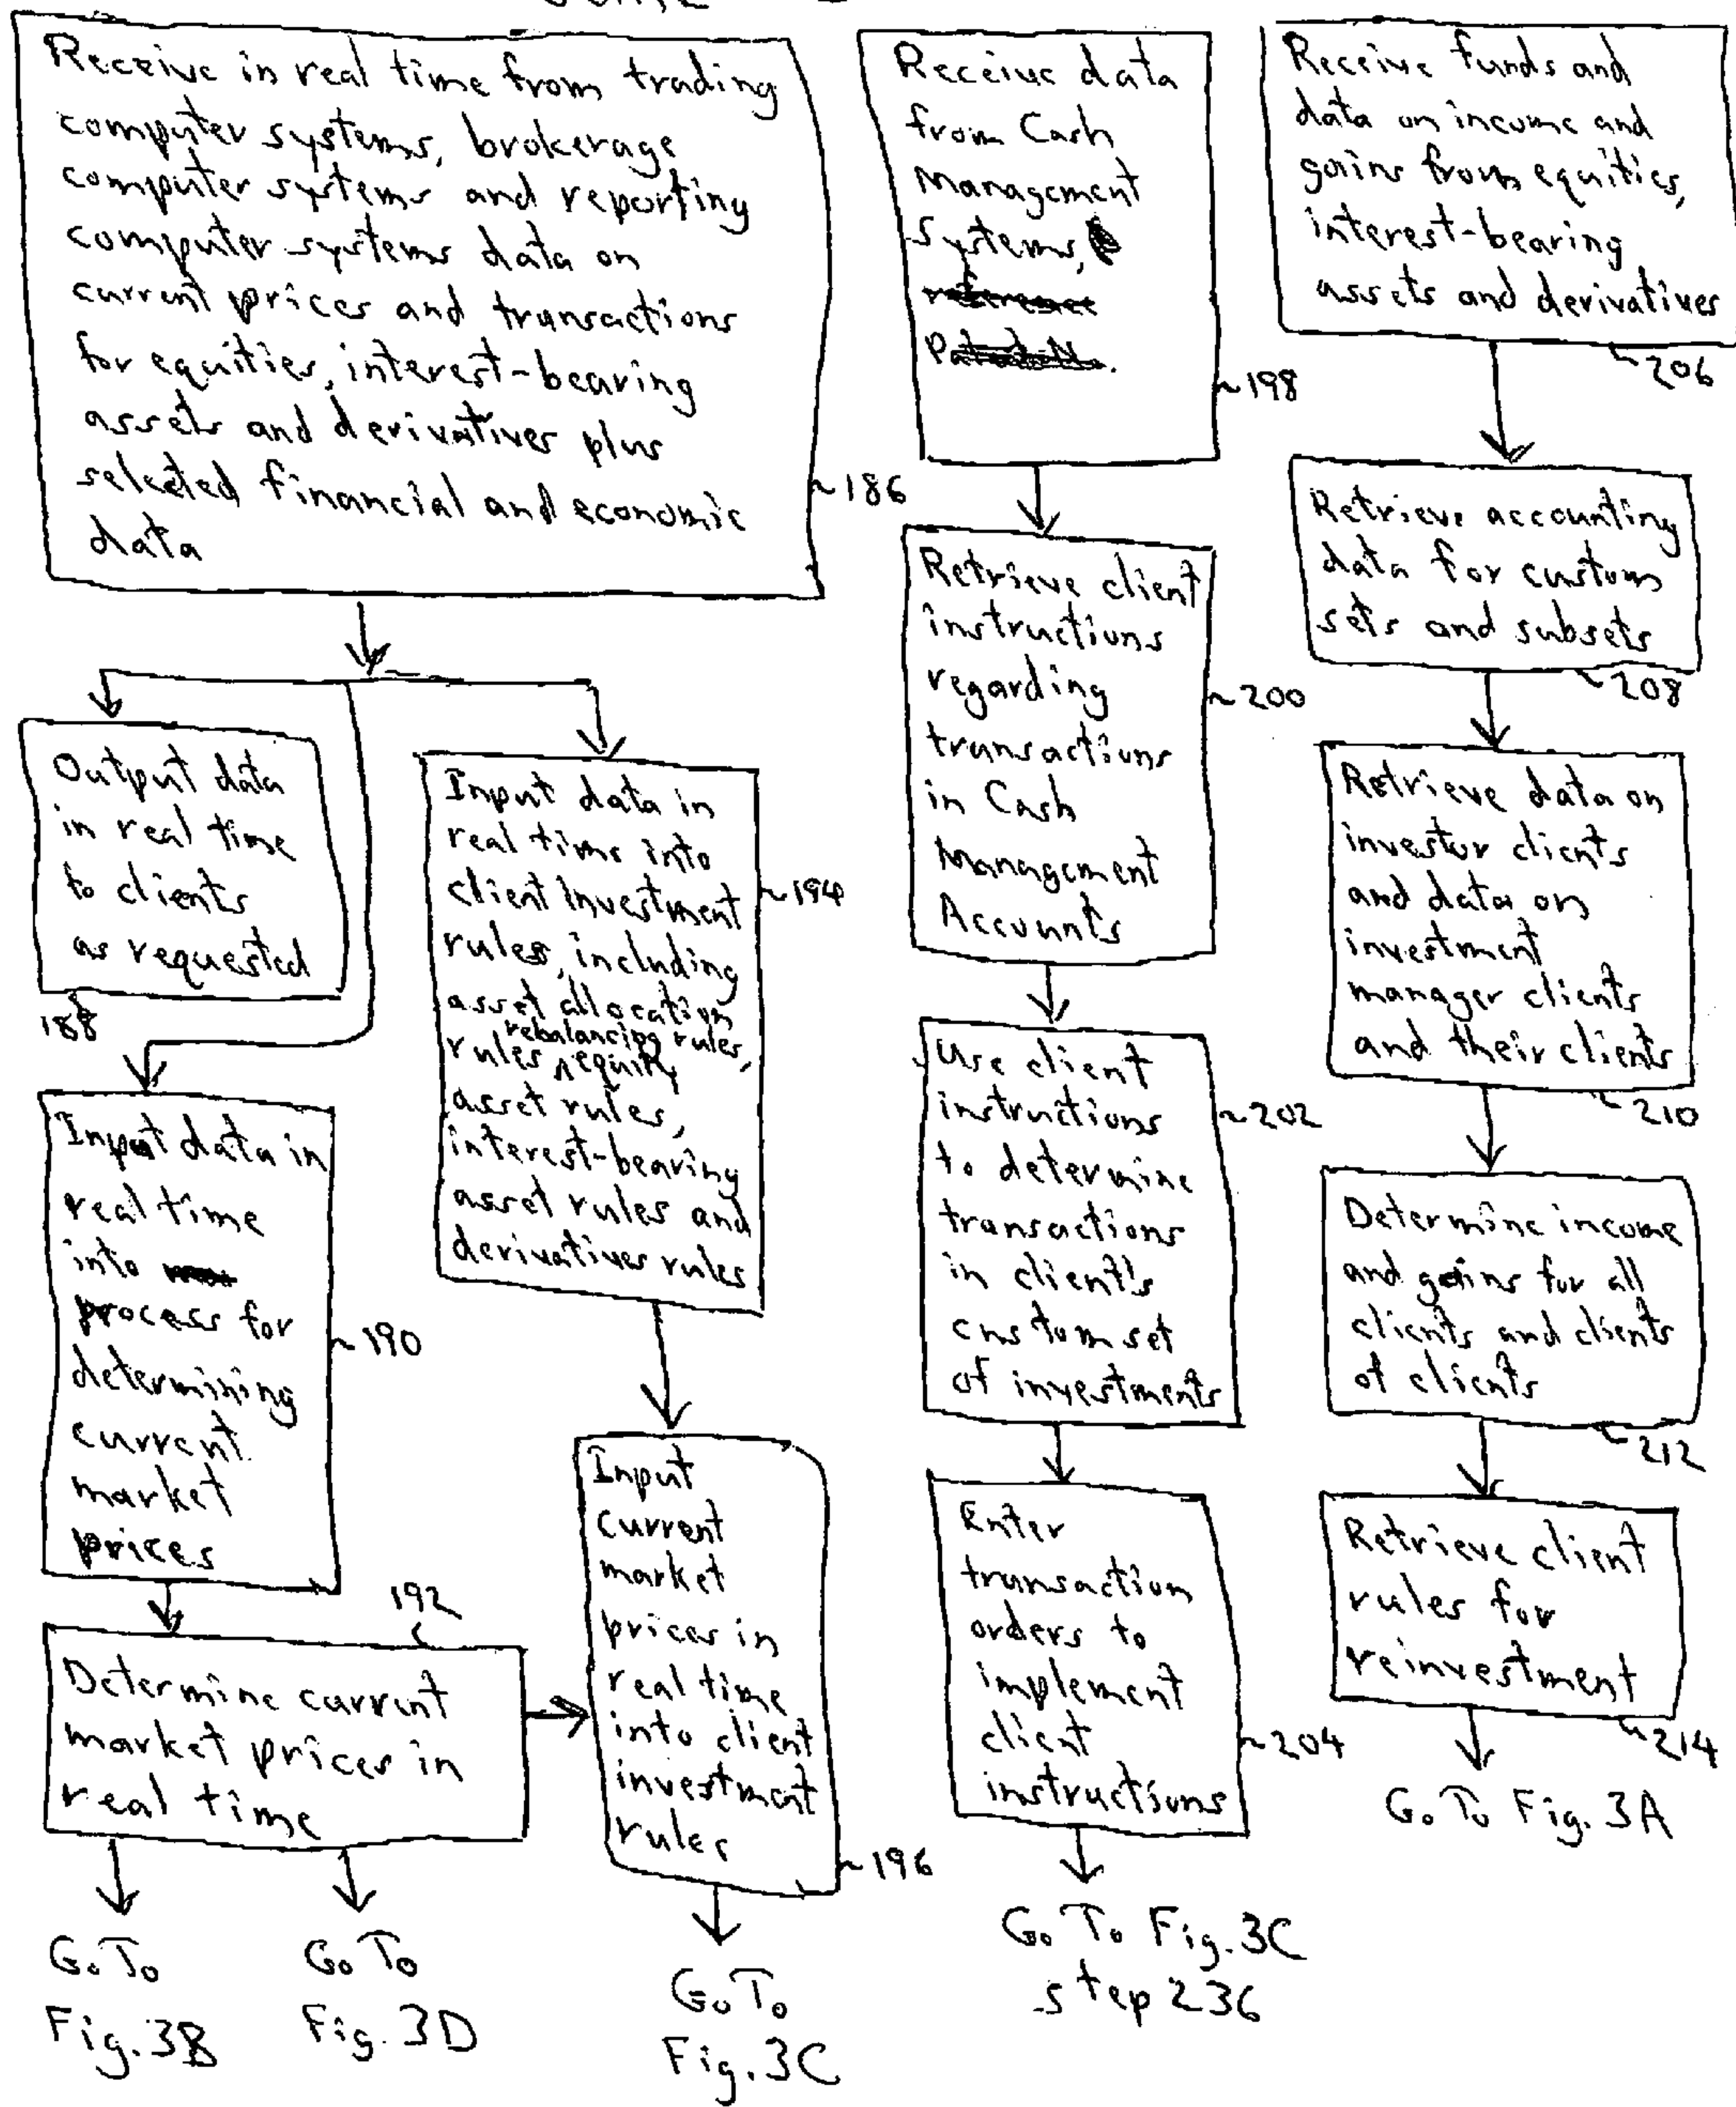 Receive in real time from trading
computer systems, brokerage
computer systems and reporting
computer systems data on
current prices and transactions
for equities, interest-bearing
assets and derivatives plus
selected financial and economic
data
~186
Output data
in real time
to clients
as requested
188
Input data in
real time into
client investment
rules, including
asset allocation
rebalancing rules,
rules, equity
asset rules,
interest-bearing
asset rules and
derivatives rules
~194
Input data in
real time
into
process for
determining
current
market
prices
~190
192
Determine current
market prices in
real time
Input
current
market
prices in
real time
into client
investment
rules
~196
Go To
Fig. 3B
Go To
Fig. 3D
Go To
Fig. 3C
Receive data
from Cash
Management
Systems,
~198
Retrieve client
instructions
regarding
transactions
in Cash
Management
Accounts
~200
Use client
instructions
to determine
transactions
in client's
custom set
of investments
~202
Enter
transaction
orders to
implement
client
instructions
~204
Go To Fig. 3C
step 236
Receive funds and
data on income and
gains from equities,
interest-bearing
assets and derivatives
~206
Retrieve accounting
data for custom
sets and subsets
~208
Retrieve data on
investor clients
and data on
investment
manager clients
and their clients
~210
Determine income
and gains for all
clients and clients
of clients
~212
Retrieve client
rules for
reinvestment
~214
Go To Fig. 3A